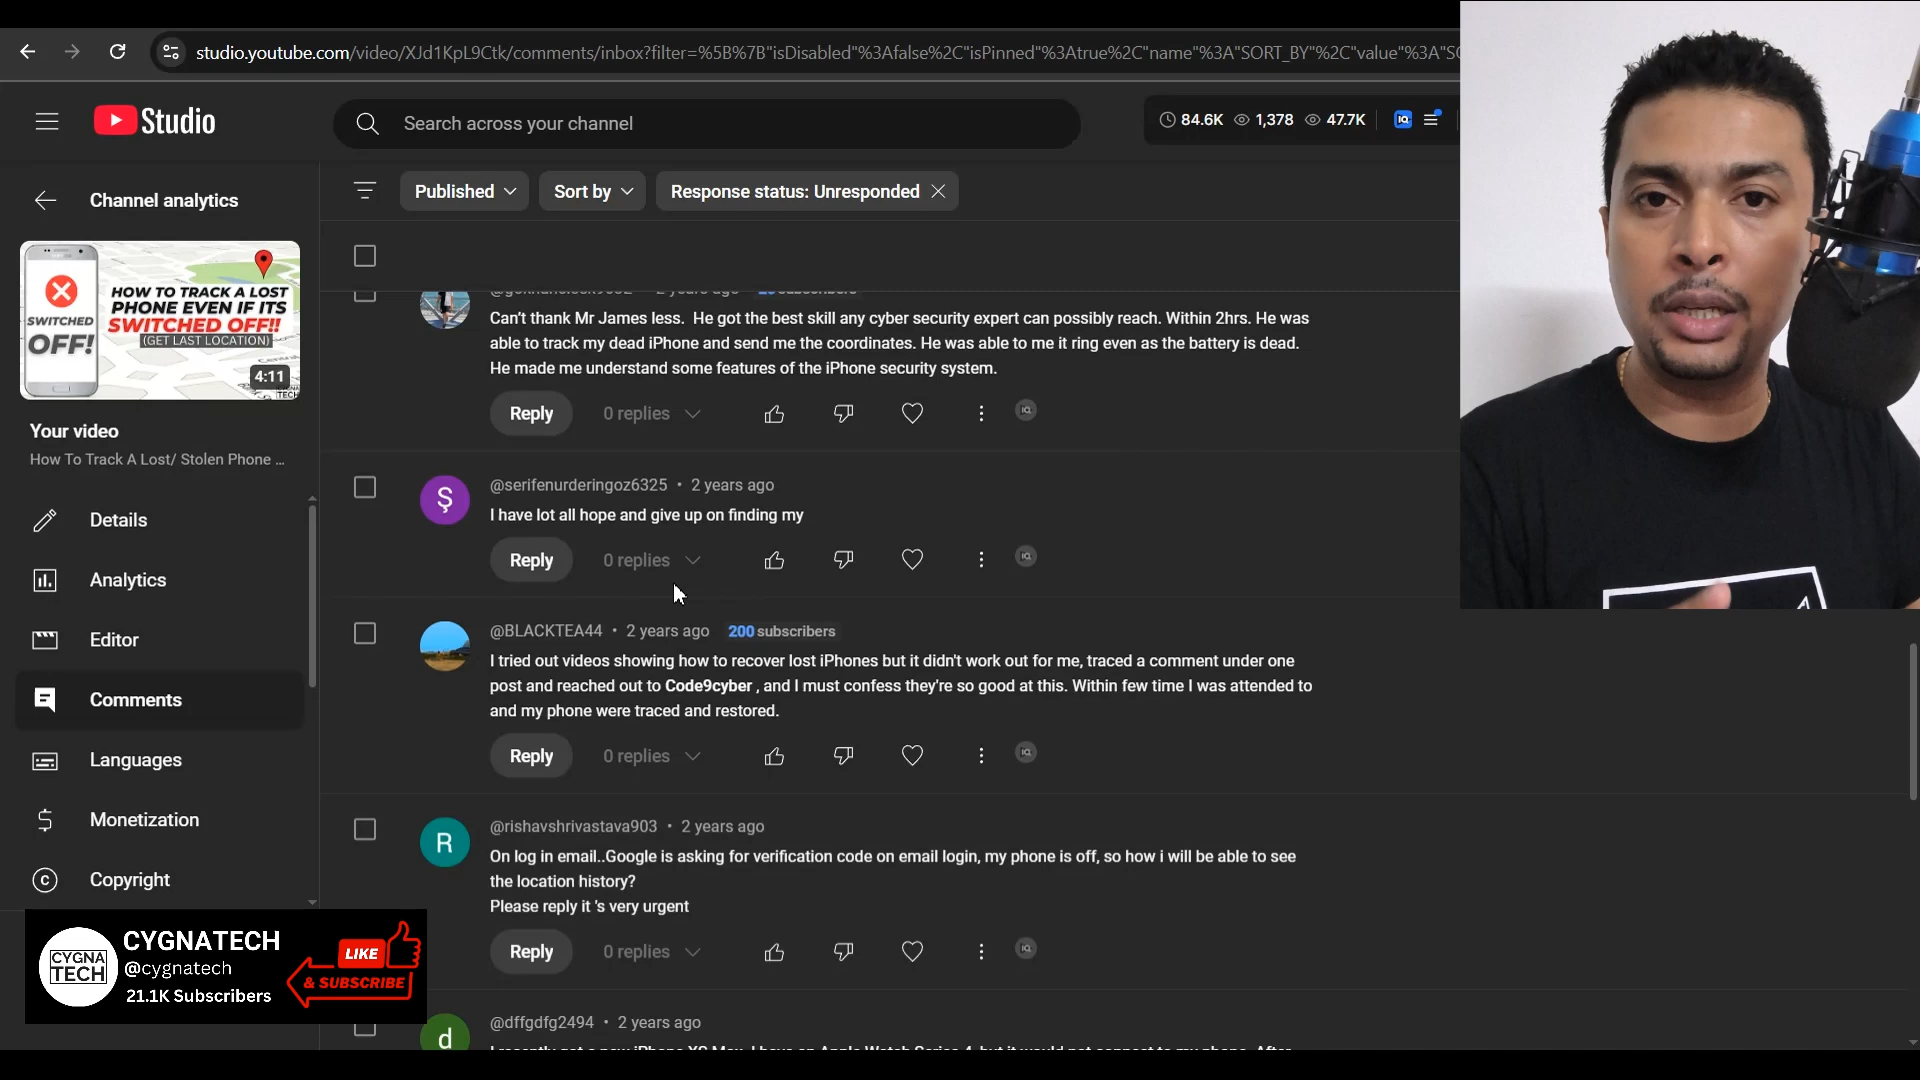 studio.youtube.com/video/XJd1KpL9Ctk/comments/inbox?filter=%5B%7B"isDisabled"%3Afalse%2C"isPinned"%3Atrue%2C"name"%3A"SORT_BY"%2C"value"%3A"SC
Studio
Search across your channel
84.6K 1,378 47.7K
IQ
Channel analytics
Published
Sort by
Response status: Unresponded
SWITCHED
OFF!
HOW TO TRACK A LOST
PHONE EVEN IF ITS
SWITCHED OFF!!
(GET LAST LOCATION)
4:11
Your video
How To Track A Lost/ Stolen Phone ...
Details
Analytics
Editor
Comments
Languages
Monetization
Copyright
Can't thank Mr James less. He got the best skill any cyber security expert can possibly reach. Within 2hrs. He was
able to track my dead iPhone and send me the coordinates. He was able to me it ring even as the battery is dead.
He made me understand some features of the iPhone security system.
Reply 0 replies
Ş
@serifenurderingoz6325 • 2 years ago
I have lot all hope and give up on finding my
Reply 0 replies
@BLACKTEA44 • 2 years ago 200 subscribers
I tried out videos showing how to recover lost iPhones but it didn't work out for me, traced a comment under one
post and reached out to Code9cyber , and I must confess they're so good at this. Within few time I was attended to
and my phone were traced and restored.
Reply 0 replies
R
@rishavshrivastava903 • 2 years ago
On log in email..Google is asking for verification code on email login, my phone is off, so how i will be able to see
the location history?
Please reply it 's very urgent
Reply 0 replies
d
@dffgdfg2494 • 2 years ago
CYGNA
TECH
CYGNATECH
@cygnatech
21.1K Subscribers
LIKE
& SUBSCRIBE